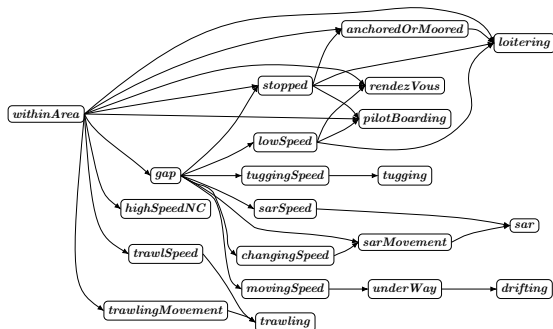 anchoredOrMoored
loitering
stopped
rendezVous
withinArea
pilotBoarding
lowSpeed
gap
tuggingSpeed
tugging
highSpeedNC
sarSpeed
sar
sarMovement
trawlSpeed
changingSpeed
movingSpeed
underWay
drifting
trawlingMovement
trawling